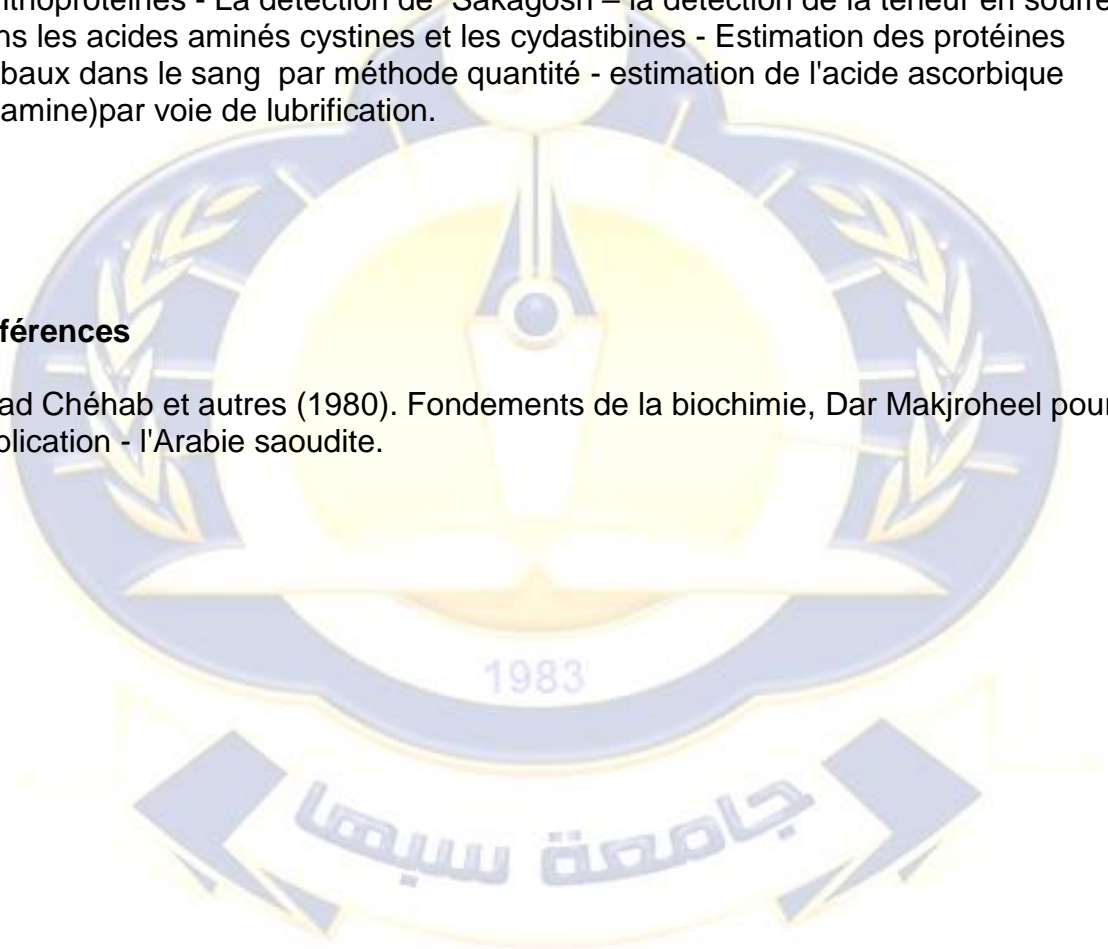 nthoprotéines - La détection de "Sakagosh – la détection de la teneur en soufre
ns les acides aminés cystines et les cydastibines - Estimation des protéines
baux dans le sang par méthode quantité - estimation de l'acide ascorbique
amine)par voie de lubrification.
férences
ad Chéhab et autres (1980). Fondements de la biochimie, Dar Makjroheel pour
olication - l'Arabie saoudite.
1983
جامعة سبها